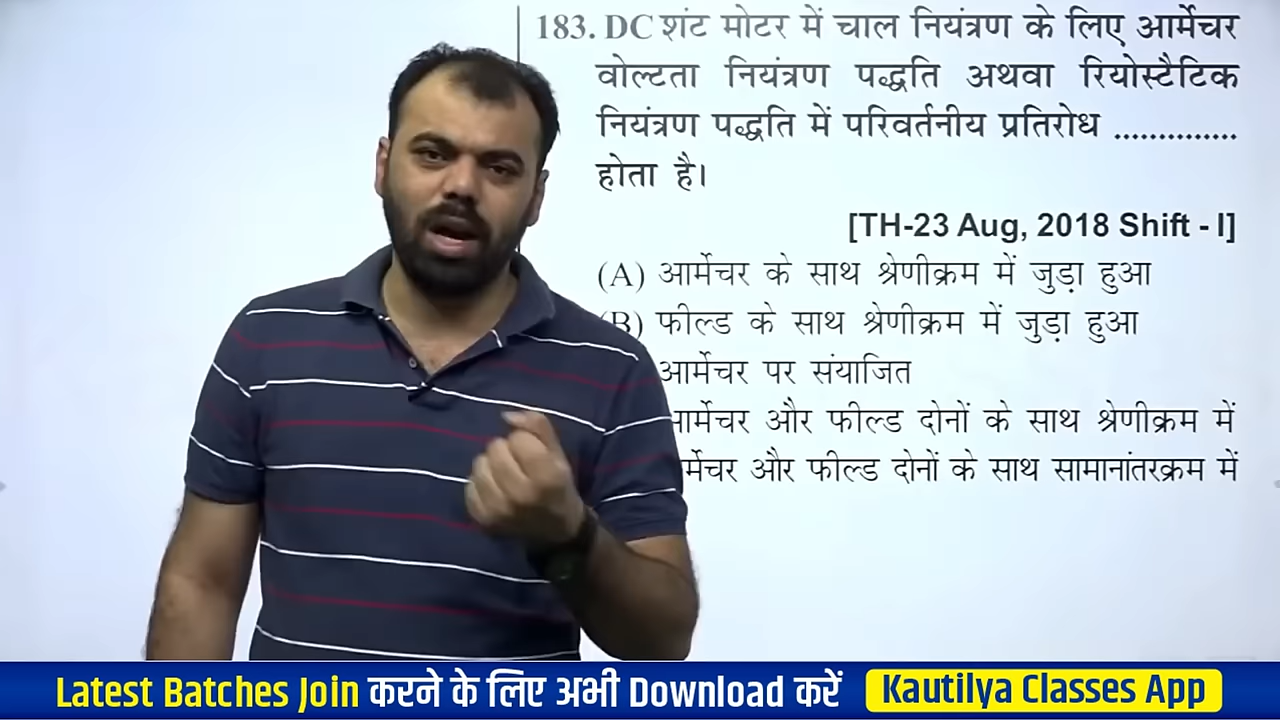 183. DC शंट मोटर में चाल नियंत्रण के लिए आर्मेचर
वोल्टता नियंत्रण पद्धति अथवा रियोस्टैटिक
नियंत्रण पद्धति में परिवर्तनीय प्रतिरोध ..............
होता है।
[TH-23 Aug, 2018 Shift - I]
(A) आर्मेचर के साथ श्रेणीक्रम में जुड़ा हुआ
(B) फील्ड के साथ श्रेणीक्रम में जुड़ा हुआ
आर्मेचर पर संयाजित
और फील्ड दोनों के साथ श्रेणीक्रम में
और फील्ड दोनों के साथ सामानांतरक्रम में
Latest Batches Join करने के लिए अभी Download करें Kautilya Classes App